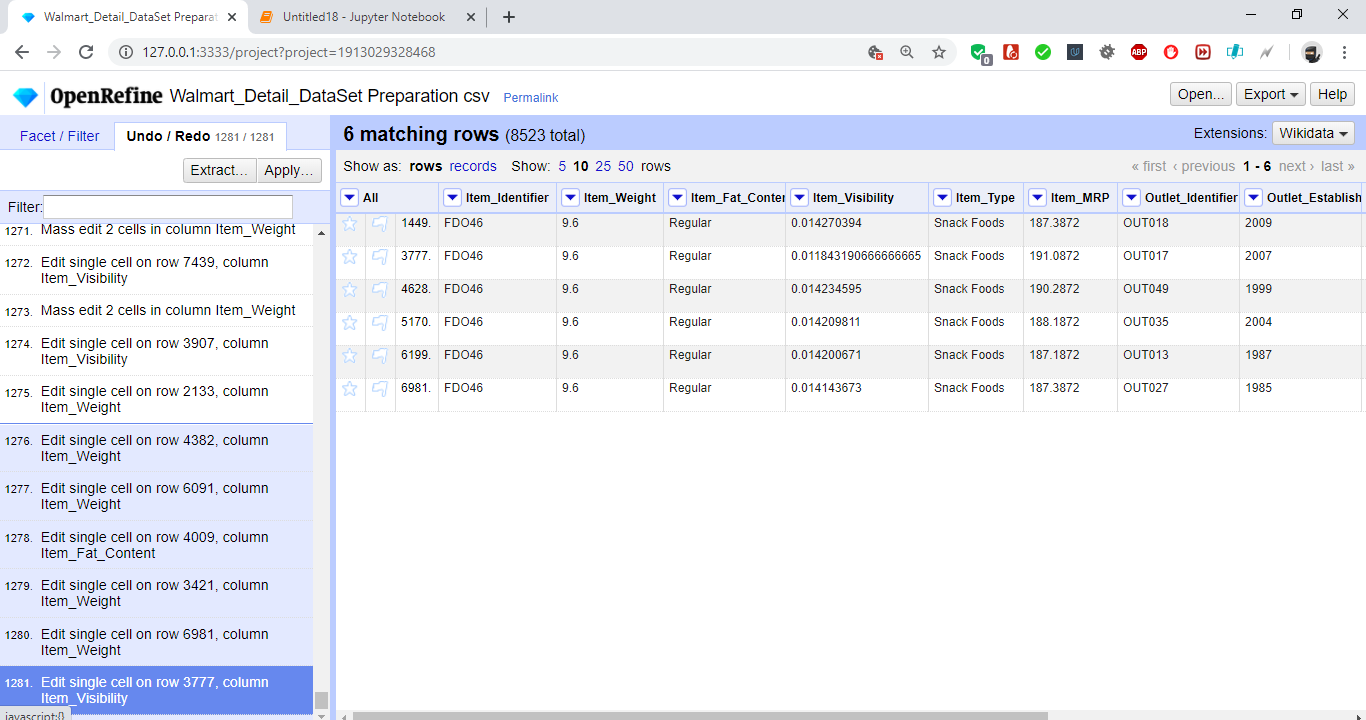 Walmart_Detail_DataSet Preparat
Untitled18 - Jupyter Notebook
127.0.0.1:3333/project?project=1913029328468
0
ABP
OpenRefine Walmart_Detail_DataSet Preparation csv Permalink
Open... Export Help
Facet / Filter Undo / Redo 1281 / 1281
6 matching rows (8523 total)
Extensions: Wikidata
Extract... Apply...
Show as: rows records Show: 5 10 25 50 rows
« first ‹ previous 1 - 6 next › last »
Filter:
All Item_Identifier Item_Weight Item_Fat_Conter Item_Visibility Item_Type Item_MRP Outlet_Identifier Outlet_Establish
1449. FDO46 9.6 Regular 0.014270394 Snack Foods 187.3872 OUT018 2009
3777. FDO46 9.6 Regular 0.011843190666666665 Snack Foods 191.0872 OUT017 2007
4628. FDO46 9.6 Regular 0.014234595 Snack Foods 190.2872 OUT049 1999
5170. FDO46 9.6 Regular 0.014209811 Snack Foods 188.1872 OUT035 2004
6199. FDO46 9.6 Regular 0.014200671 Snack Foods 187.1872 OUT013 1987
6981. FDO46 9.6 Regular 0.014143673 Snack Foods 187.3872 OUT027 1985
1271. Mass edit 2 cells in column Item_Weight
1272. Edit single cell on row 7439, column
Item_Visibility
1273. Mass edit 2 cells in column Item_Weight
1274. Edit single cell on row 3907, column
Item_Visibility
1275. Edit single cell on row 2133, column
Item_Weight
1276. Edit single cell on row 4382, column
Item_Weight
1277. Edit single cell on row 6091, column
Item_Weight
1278. Edit single cell on row 4009, column
Item_Fat_Content
1279. Edit single cell on row 3421, column
Item_Weight
1280. Edit single cell on row 6981, column
Item_Weight
1281. Edit single cell on row 3777, column
Item_Visibility
javascript:{}